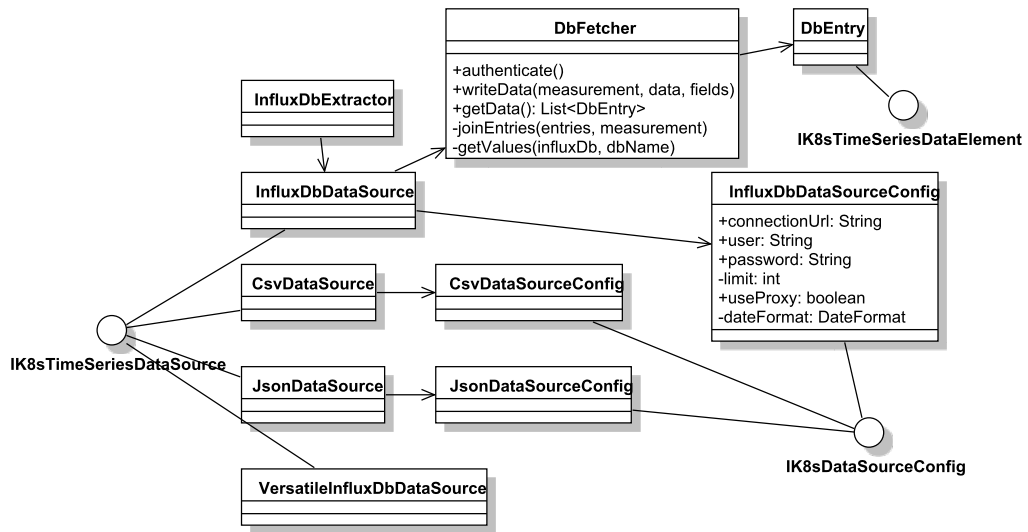 DbFetcher
+authenticate()
+writeData(measurement, data, fields)
+getData(): List<DbEntry>
-joinEntries(entries, measurement)
-getValues(influxDb, dbName)
DbEntry
IK8sTimeSeriesDataElement
InfluxDbExtractor
InfluxDbDataSource
InfluxDbDataSourceConfig
+connectionUrl: String
+user: String
+password: String
-limit: int
+useProxy: boolean
-dateFormat: DateFormat
CsvDataSource
CsvDataSourceConfig
IK8sTimeSeriesDataSource
JsonDataSource
JsonDataSourceConfig
IK8sDataSourceConfig
VersatileInfluxDbDataSource